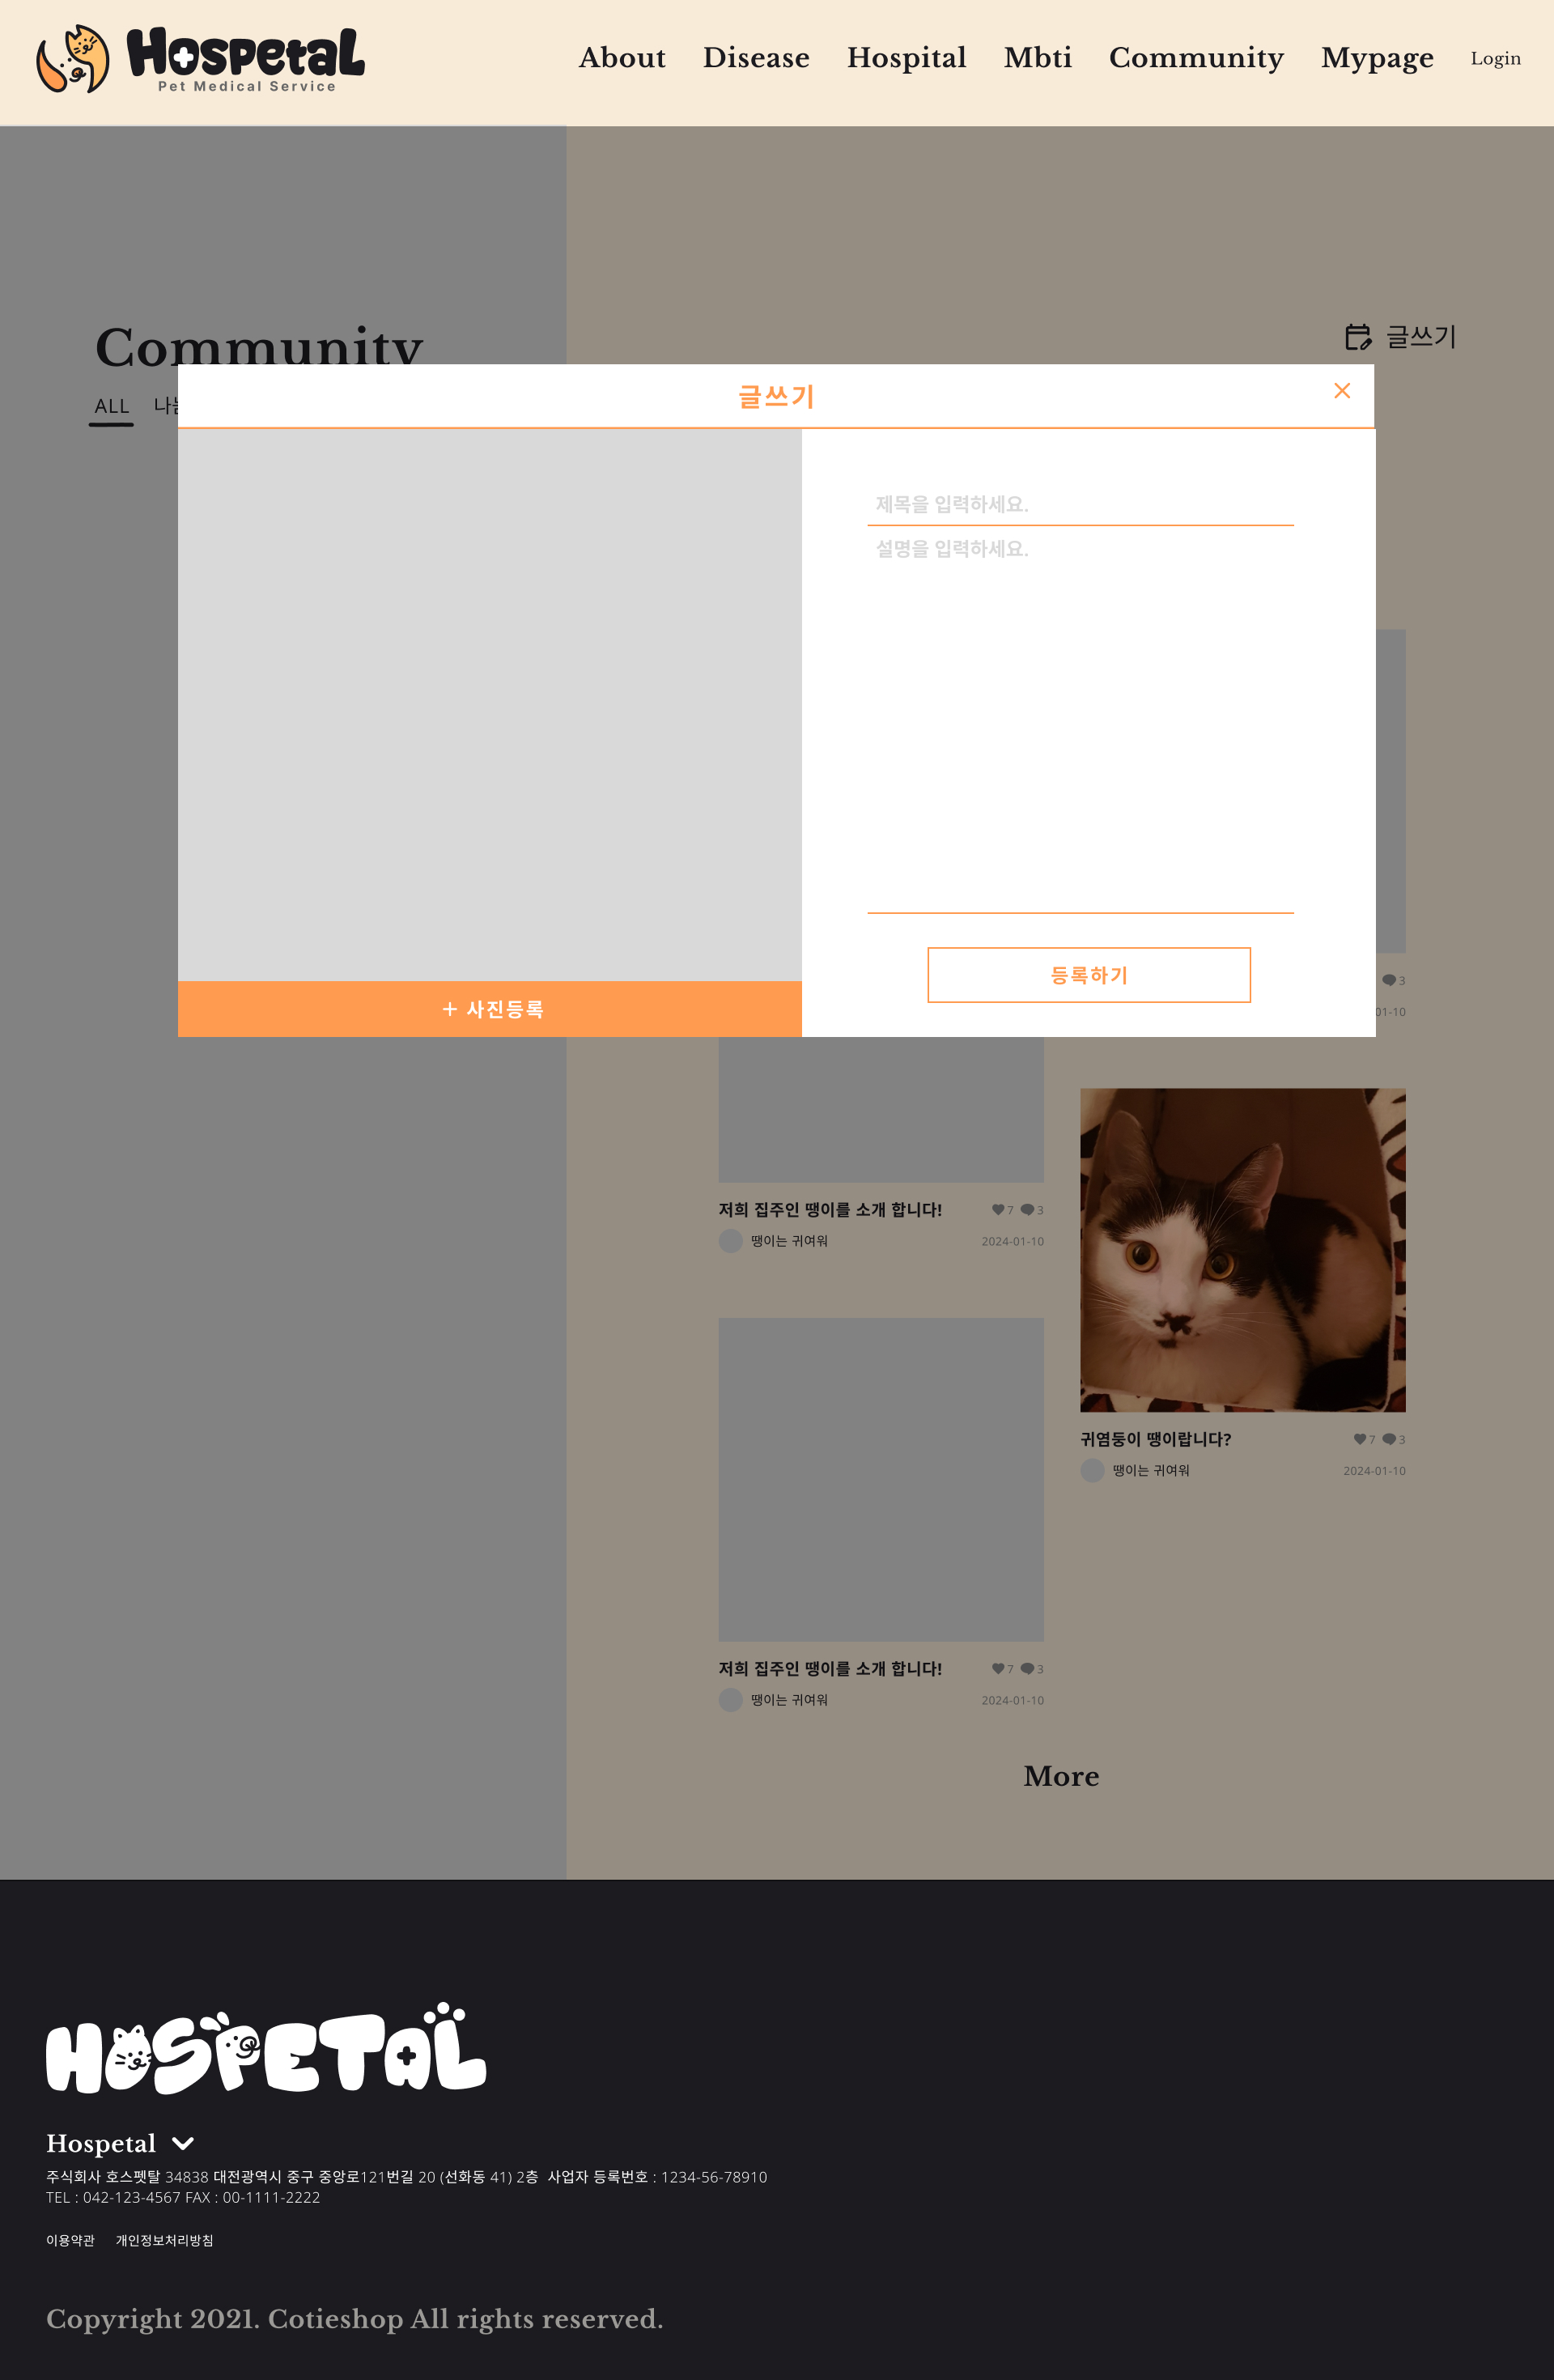 Hospetal
Pet Medical Service
About Disease Hospital Mbti Community Mypage Login
Community
글쓰기
ALL
글쓰기
제목을 입력하세요.
설명을 입력하세요.
등록하기
+ 사진등록
3
01-10
저희 집주인 땡이를 소개 합니다! 7 3
땡이는 귀여워 2024-01-10
귀염둥이 땡이랍니다? 7 3
땡이는 귀여워 2024-01-10
저희 집주인 땡이를 소개 합니다! 7 3
땡이는 귀여워 2024-01-10
More
HOSPETAL
Hospetal
주식회사 호스펫탈 34838 대전광역시 중구 중앙로121번길 20 (선화동 41) 2층 사업자 등록번호 : 1234-56-78910
TEL : 042-123-4567 FAX : 00-1111-2222
이용약관 개인정보처리방침
Copyright 2021. Cotieshop All rights reserved.